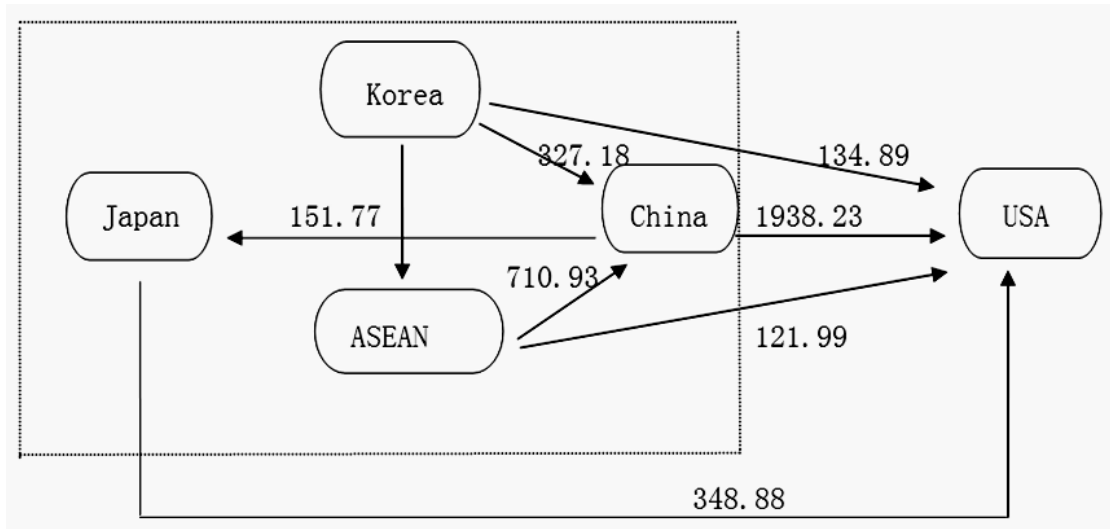 Korea
327.18
134.89
Japan
151.77
China
1938.23
USA
710.93
ASEAN
121.99
348.88